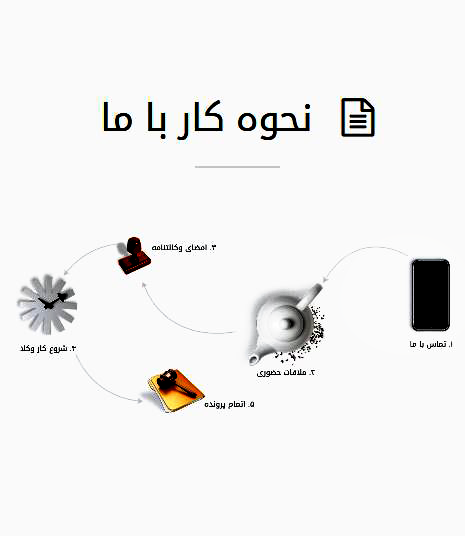 نحوه کار با ما
۱. تماس با ما
۲. ملاقات حضوری
۳. امضای وکالتنامه
۴. شروع کار وکلا
۵. اتمام پرونده